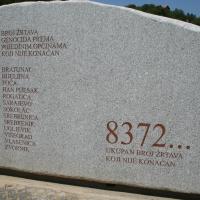 BROJ ŽRTAVA
GENOCIDA PREMA
POJEDINIM OPĆINAMA
KOJI NIJE KONAČAN
BRATUNAC
BIJELJINA
FOČA
HAN PIJESAK
ROGATICA
SARAJEVO
SOKOLAC
SREBRENICA
SREBRENIK
UGLJEVIK
VIŠEGRAD
VLASENICA
ZVORNIK
8372...
UKUPAN BROJ ŽRTAVA
KOJI NIJE KONAČAN